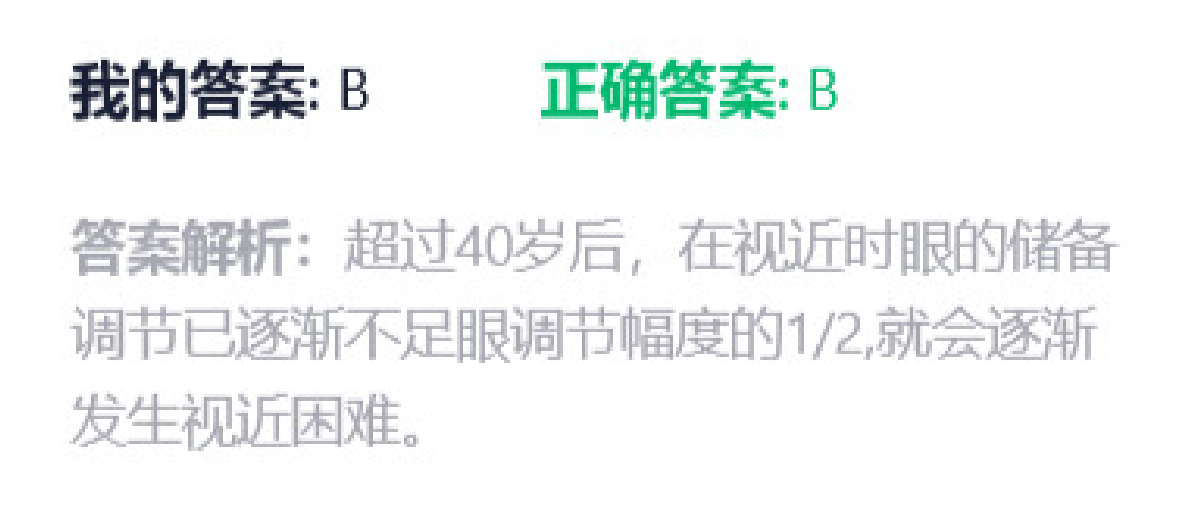 我的答案: B 正确答案: B
答案解析：超过40岁后，在视近时眼的储备
调节已逐渐不足眼调节幅度的1/2,就会逐渐
发生视近困难。